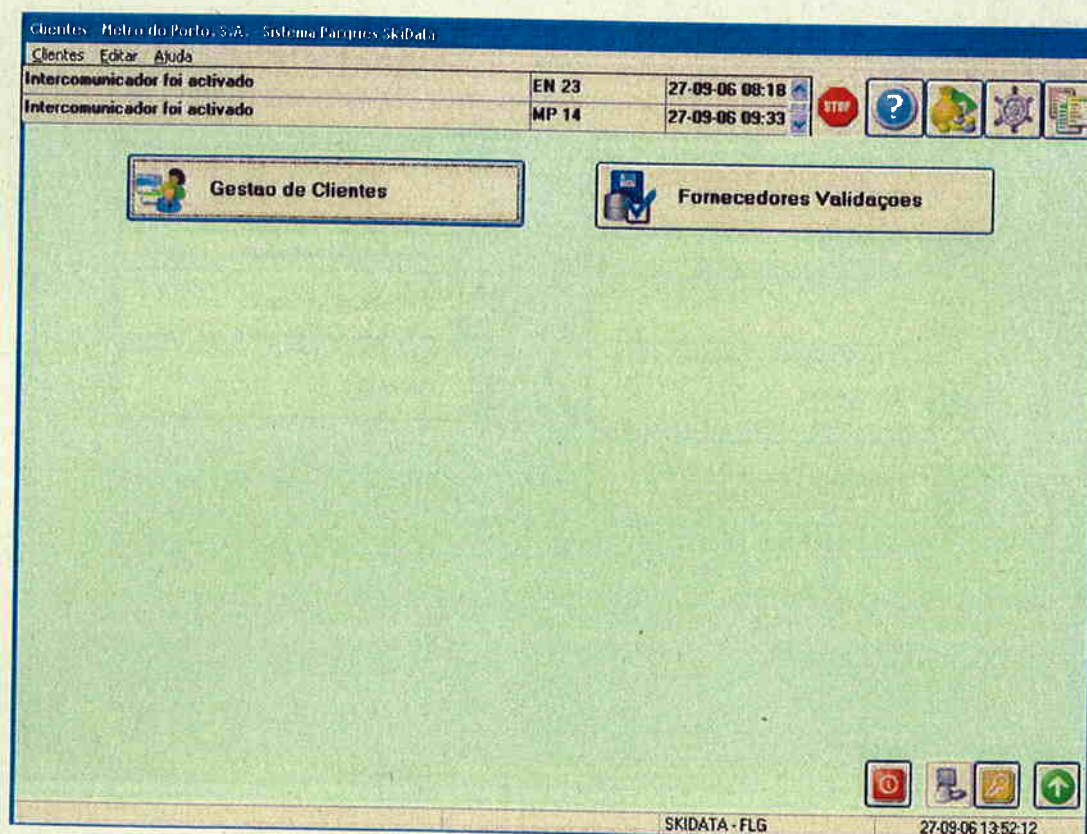 Clientes - Metro do Porto, S.A. - Sistema Parques SkiData
Clientes Editar Ajuda
Intercomunicador foi activado EN 23 27-09-06 08:18
Intercomunicador foi activado MP 14 27-09-06 09:33
STOP
?
Gestao de Clientes
Fornecedores Validaçoes
SKIDATA - FLG 27-09-06 13:52:12